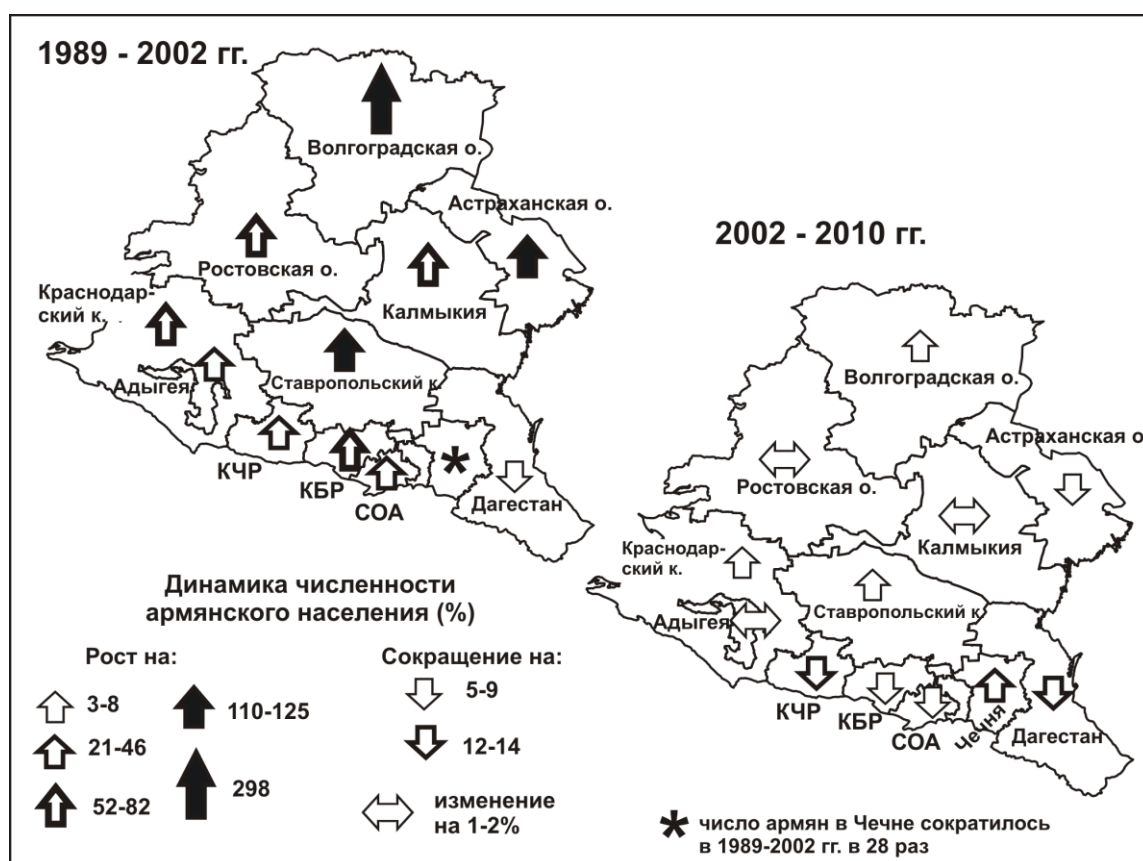 1989 - 2002 гг.
Волгоградская о.
Астраханская о.
Ростовская о.
Калмыкия
Краснодар-
ский к.
Адыгея
Ставропольский к.
КЧР
КБР
СОА
*
Дагестан
2002 - 2010 гг.
Волгоградская о.
Астраханская о
Ростовская о.
Калмыкия
Краснодар-
ский к.
Адыгея
Ставропольский к
КЧР
КБР
СОА
Чечня
Дагестан
Динамика численности
армянского населения (%)
Рост на:
3-8
21-46
52-82
110-125
298
Сокращение на:
5-9
12-14
изменение
на 1-2%
* число армян в Чечне сократилось
в 1989-2002 гг. в 28 раз